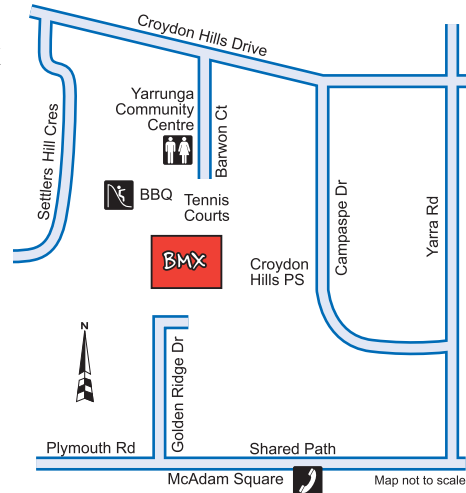 Croydon Hills Drive
Yarrunga
Community
Centre
Barwon Ct
Settlers Hill Cres
BBQ
Tennis
Courts
BMX
Croydon
Hills PS
Campaspe Dr
Yarra Rd
N
Golden Ridge Dr
Plymouth Rd
Shared Path
McAdam Square
Map not to scale